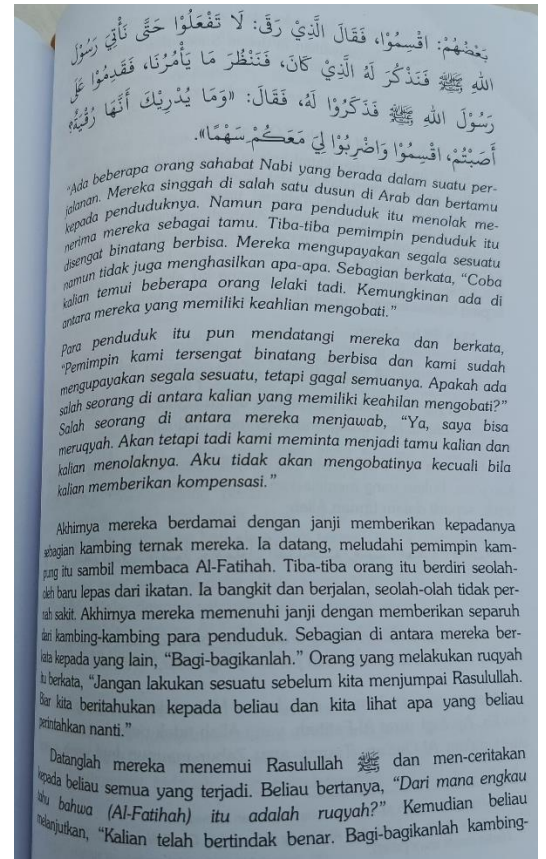 بَعْضُهُمْ: اقْسِمُوْا، فَقَالَ الَّذِيْ رَقَى: لَا تَفْعَلُوْا حَتَّى نَأْتِيَ رَسُوْلَ
اللهِ ﷺ فَنَذْكُرَ لَهُ الَّذِيْ كَانَ، فَنَنْظُرَ مَا يَأْمُرُنَا، فَقَدِمُوْا عَلَى
رَسُوْلِ اللهِ ﷺ فَذَكَرُوْا لَهُ، فَقَالَ: «وَمَا يُدْرِيْكَ أَنَّهَا رُقْيَةٌ؟
أَصَبْتُمْ، اقْسِمُوْا وَاضْرِبُوْا لِيْ مَعَكُمْ سَهْمًا».
"Ada beberapa orang sahabat Nabi yang berada dalam suatu per-
jalanan. Mereka singgah di salah satu dusun di Arab dan bertamu
kepada penduduknya. Namun para penduduk itu menolak me-
nerima mereka sebagai tamu. Tiba-tiba pemimpin penduduk itu
disengat binatang berbisa. Mereka mengupayakan segala sesuatu
namun tidak juga menghasilkan apa-apa. Sebagian berkata, "Coba
kalian temui beberapa orang lelaki tadi. Kemungkinan ada di
antara mereka yang memiliki keahlian mengobati."
Para penduduk itu pun mendatangi mereka dan berkata,
"Pemimpin kami tersengat binatang berbisa dan kami sudah
mengupayakan segala sesuatu, tetapi gagal semuanya. Apakah ada
salah seorang di antara kalian yang memiliki keahilan mengobati?"
Salah seorang di antara mereka menjawab, "Ya, saya bisa
meruqyah. Akan tetapi tadi kami meminta menjadi tamu kalian dan
kalian menolaknya. Aku tidak akan mengobatinya kecuali bila
kalian memberikan kompensasi."
Akhirnya mereka berdamai dengan janji memberikan kepadanya
sebagian kambing ternak mereka. Ia datang, meludahi pemimpin kam-
pung itu sambil membaca Al-Fatihah. Tiba-tiba orang itu berdiri seolah-
oleh baru lepas dari ikatan. Ia bangkit dan berjalan, seolah-olah tidak per-
nah sakit. Akhirnya mereka memenuhi janji dengan memberikan separuh
dari kambing-kambing para penduduk. Sebagian di antara mereka ber-
kata kepada yang lain, "Bagi-bagikanlah." Orang yang melakukan ruqyah
itu berkata, "Jangan lakukan sesuatu sebelum kita menjumpai Rasulullah.
Biar kita beritahukan kepada beliau dan kita lihat apa yang beliau
perintahkan nanti."
Datanglah mereka menemui Rasulullah ﷺ dan men-ceritakan
kepada beliau semua yang terjadi. Beliau bertanya, "Dari mana engkau
tahu bahwa (Al-Fatihah) itu adalah ruqyah?" Kemudian beliau
melanjutkan, "Kalian telah bertindak benar. Bagi-bagikanlah kambing-